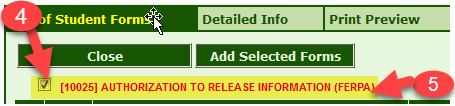 4
of Student Forms Detailed Info Print Preview
Close Add Selected Forms
[10025] AUTHORIZATION TO RELEASE INFORMATION (FERPA) 5